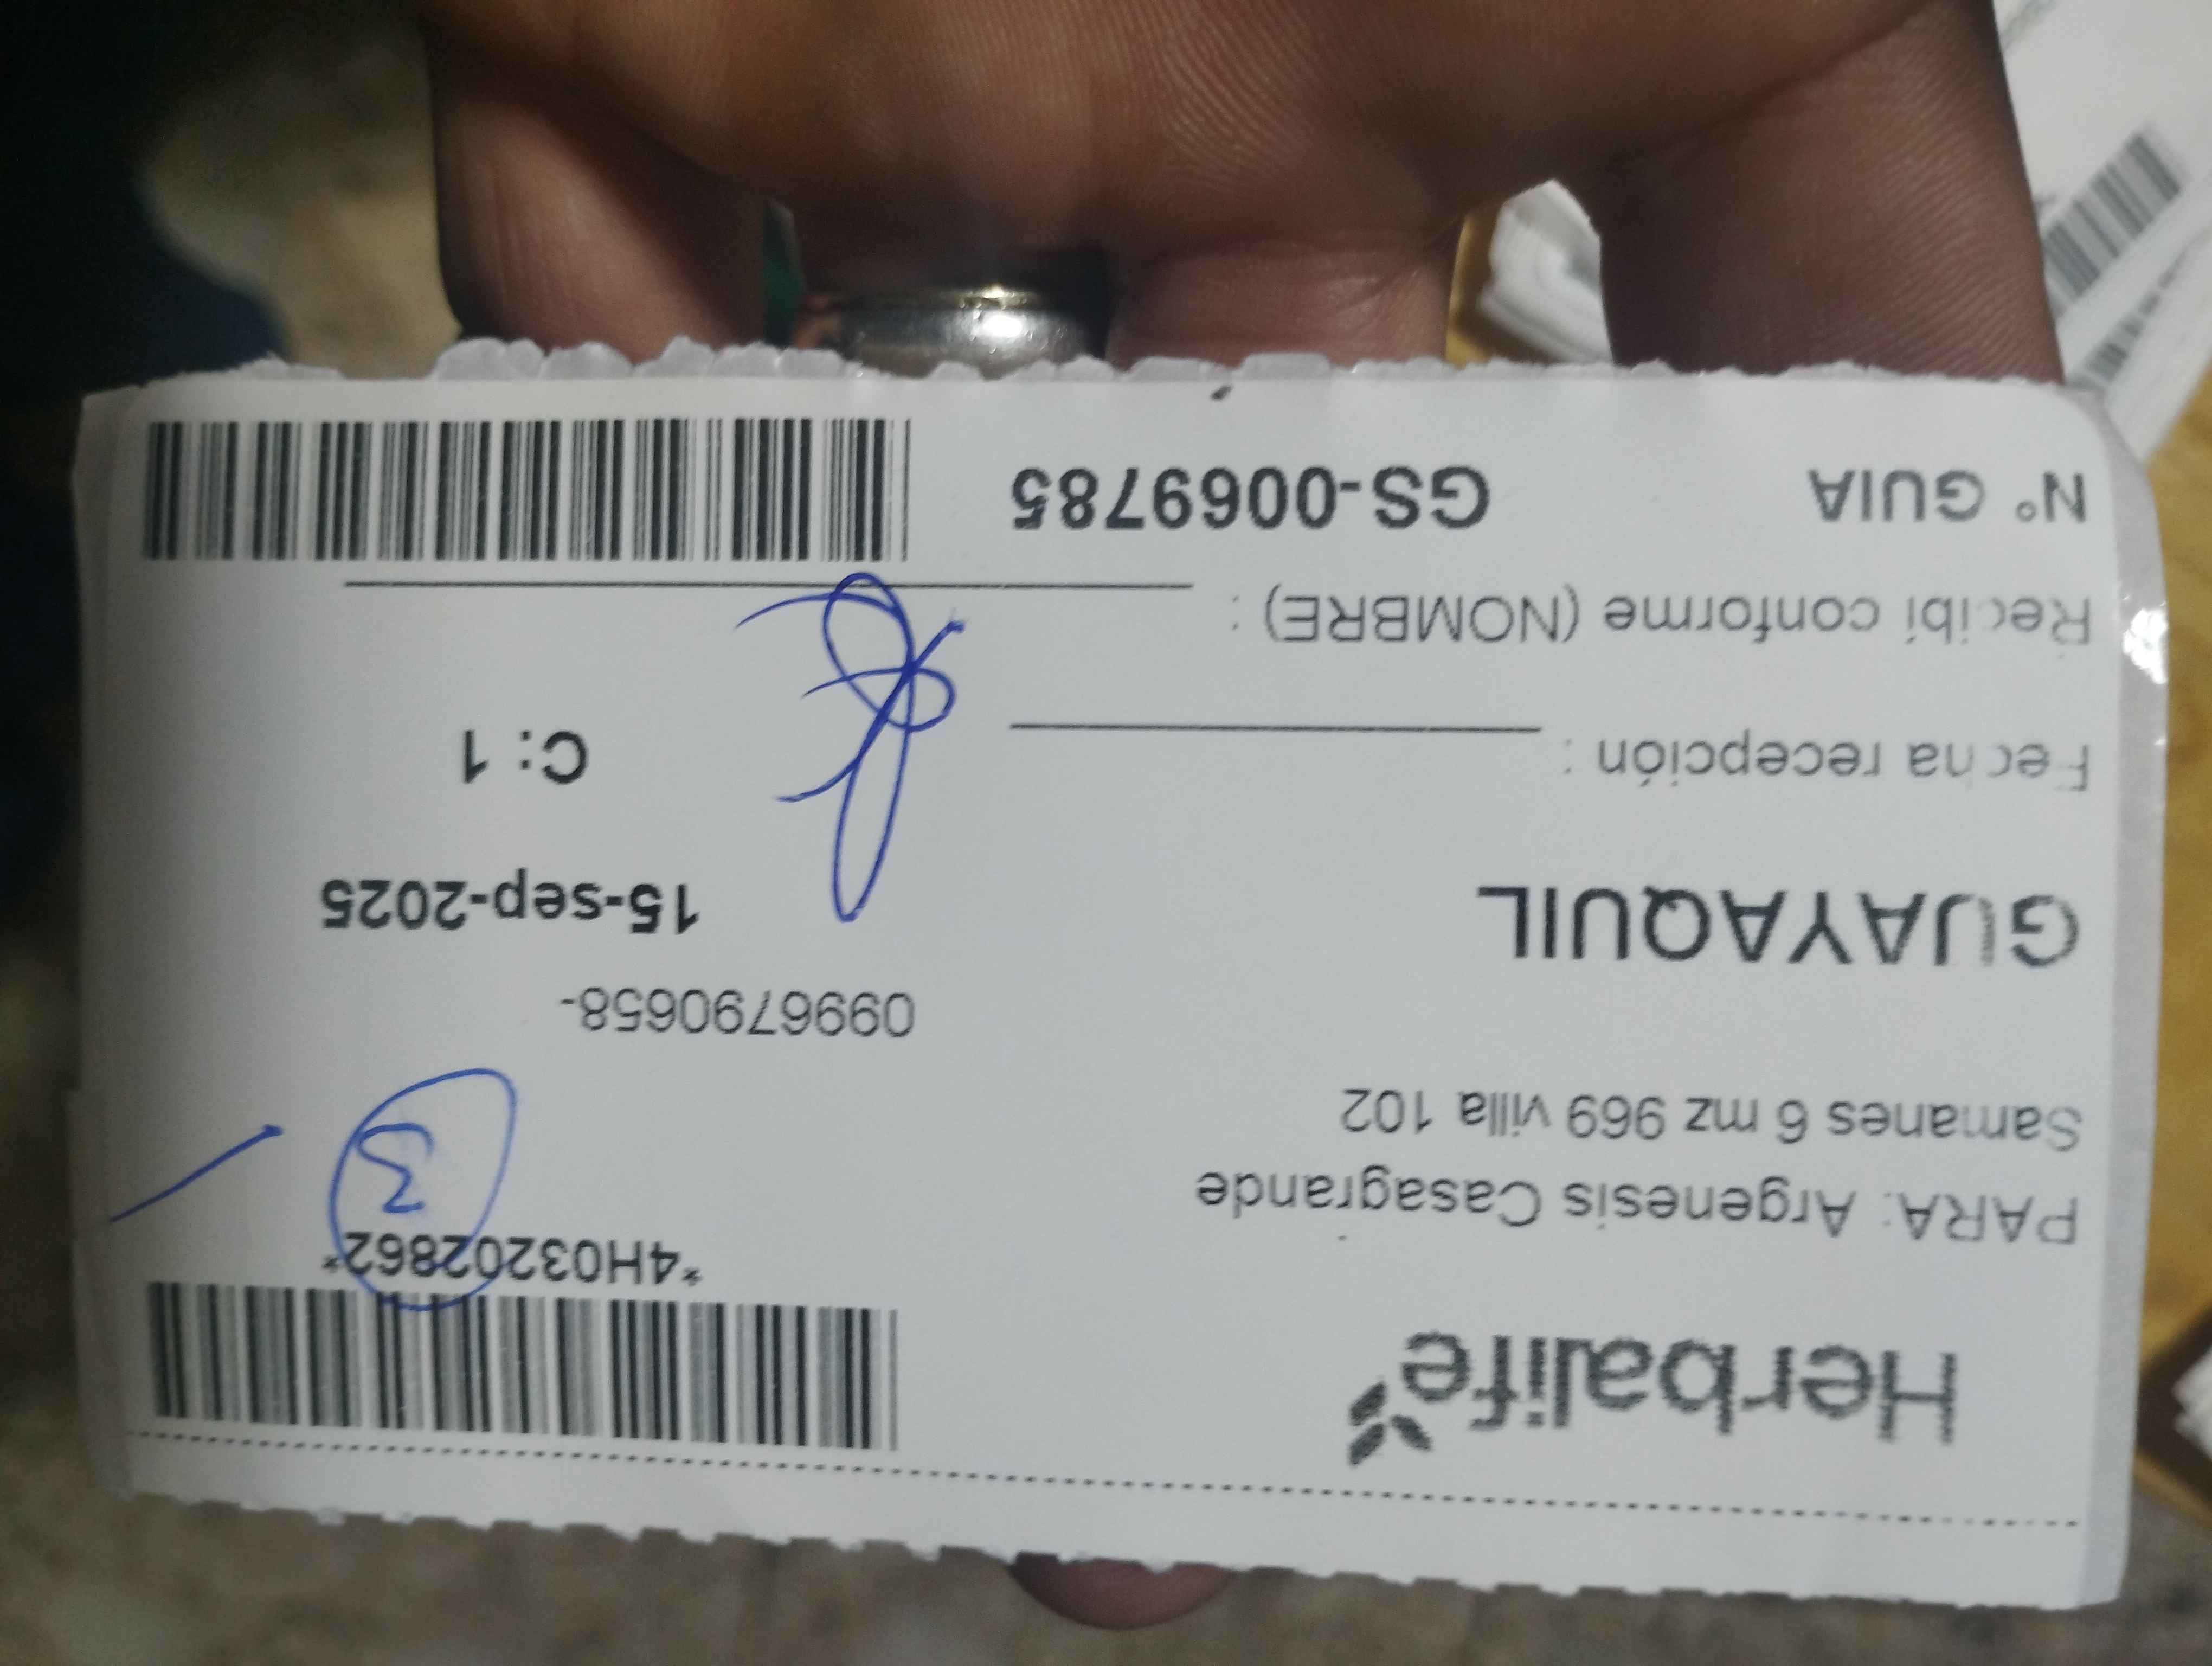 Herbalife
*4H03202862*
3
PARA: Argenesis Casagrande
Samanes 6 mz 969 villa 102
0996790658-
GUAYAQUIL
15-sep-2025
Fecha recepción :
C: 1
Recibí conforme (NOMBRE) :
N° GUIA GS-0069785